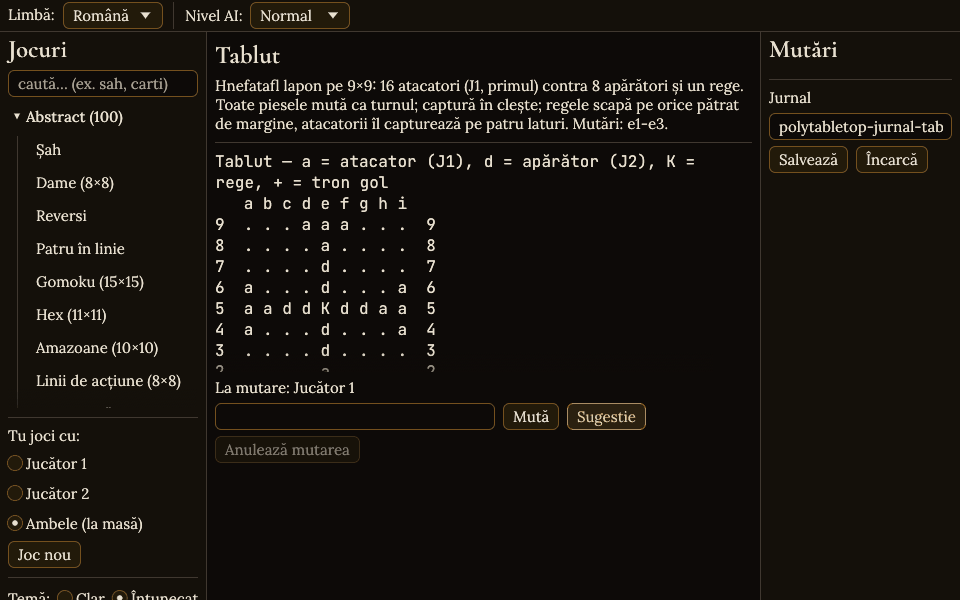 Limbă: Română ▼ Nivel AI: Normal ▼
Jocuri
caută... (ex. sah, carti)
▼ Abstract (100)
Șah
Dame (8×8)
Reversi
Patru în linie
Gomoku (15×15)
Hex (11×11)
Amazoane (10×10)
Linii de acțiune (8×8)
Tu joci cu:
Jucător 1
Jucător 2
Ambele (la masă)
Joc nou
Temă: Clar Întunecat
Tablut
Hnefatafl lapon pe 9×9: 16 atacatori (J1, primul) contra 8 apărători și un rege.
Toate piesele mută ca turnul; captură în clește; regele scapă pe orice pătrat
de margine, atacatorii îl capturează pe patru laturi. Mutări: e1-e3.
Tablut — a = atacator (J1), d = apărător (J2), K =
rege, + = tron gol
a b c d e f g h i
9 . . . a a a . . . 9
8 . . . . a . . . . 8
7 . . . . d . . . . 7
6 a . . . d . . . a 6
5 a a d d K d d a a 5
4 a . . . d . . . a 4
3 . . . . d . . . . 3
2 . . . . a . . . . 2
La mutare: Jucător 1
Mută Sugestie
Anulează mutarea
Mutări
Jurnal
polytabletop-jurnal-tab
Salvează Încarcă